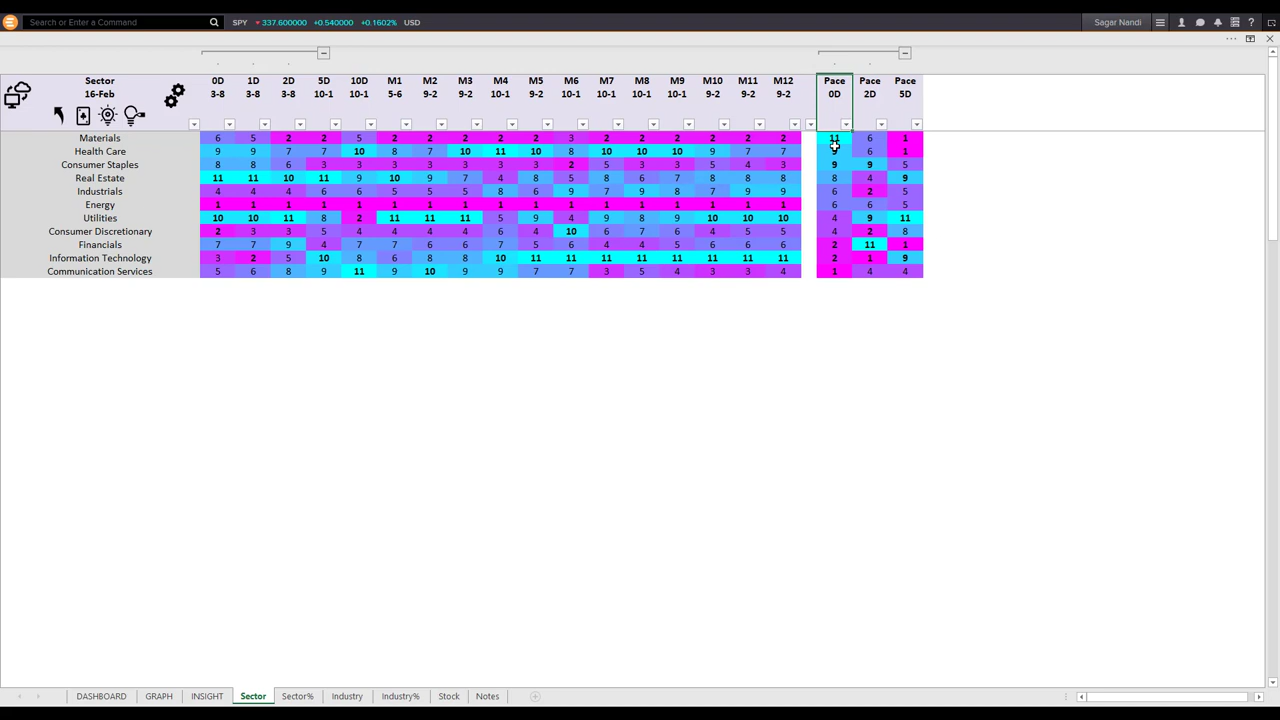 Search or Enter a Command SPY 337.600000 +0.540000 +0.1602% USD Sagar Nandi
Sector 0D 1D 2D 5D 10D M1 M2 M3 M4 M5 M6 M7 M8 M9 M10 M11 M12 Pace Pace Pace
16-Feb 3-8 3-8 3-8 10-1 10-1 5-6 9-2 9-2 10-1 9-2 10-1 10-1 10-1 10-1 9-2 9-2 9-2 0D 2D 5D
Materials 6 5 2 2 5 2 2 2 2 2 3 2 2 2 2 2 2 11 6 1
Health Care 9 9 7 7 10 8 7 10 11 10 8 10 10 10 9 7 7 9 6 1
Consumer Staples 8 8 6 3 3 3 3 3 3 3 2 5 3 3 5 4 3 9 9 5
Real Estate 11 11 10 11 9 10 9 7 4 8 5 8 6 7 8 8 8 8 4 9
Industrials 4 4 4 6 6 5 5 5 8 6 9 7 9 8 7 9 9 6 2 5
Energy 1 1 1 1 1 1 1 1 1 1 1 1 1 1 1 1 1 6 6 5
Utilities 10 10 11 8 2 11 11 11 5 9 4 9 8 9 10 10 10 4 9 11
Consumer Discretionary 2 3 3 5 4 4 4 4 6 4 10 6 7 6 4 5 5 4 2 8
Financials 7 7 9 4 7 7 6 6 7 5 6 4 4 5 6 6 6 2 11 1
Information Technology 3 2 5 10 8 6 8 8 10 11 11 11 11 11 11 11 11 2 1 9
Communication Services 5 6 8 9 11 9 10 9 9 7 7 3 5 4 3 3 4 1 4 4
DASHBOARD GRAPH INSIGHT Sector Sector% Industry Industry% Stock Notes